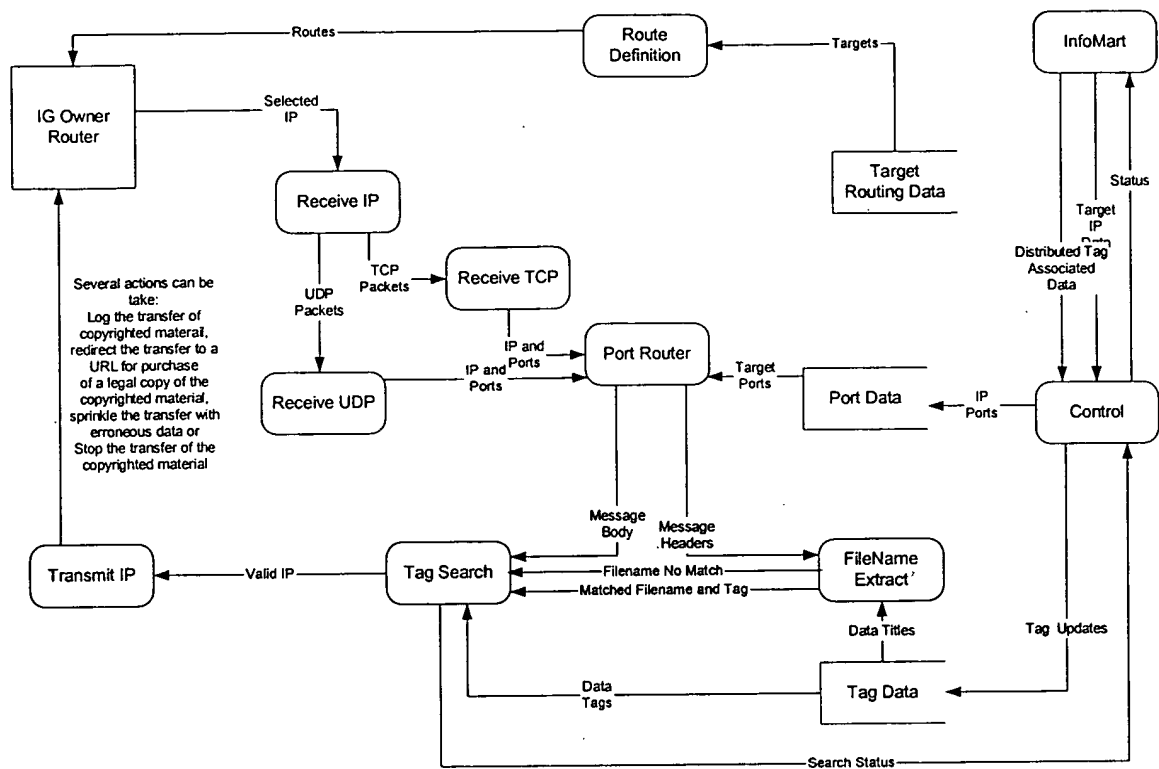 Routes
Route
Definition
Targets
InfoMart
IG Owner
Router
Selected
IP
Target
Routing Data
Receive IP
Status
Target
IP
Data
Distributed Tag
Associated
Data
TCP
Packets
Receive TCP
UDP
Packets
Several actions can be
take:
Log the transfer of
copyrighted materail,
redirect the transfer to a
URL for purchase
of a legal copy of the
copyrighted material,
sprinkle the transfer with
erroneous data or
Stop the transfer of the
copyrighted material
IP and
Ports
Port Router
Target
Ports
IP and
Ports
Receive UDP
Port Data
IP
Ports
Control
Message
Body
Message
Headers
Transmit IP
Valid IP
Tag Search
Filename No Match
Matched Filename and Tag
FileName
Extract
Data Titles
Tag Updates
Data
Tags
Tag Data
Search Status